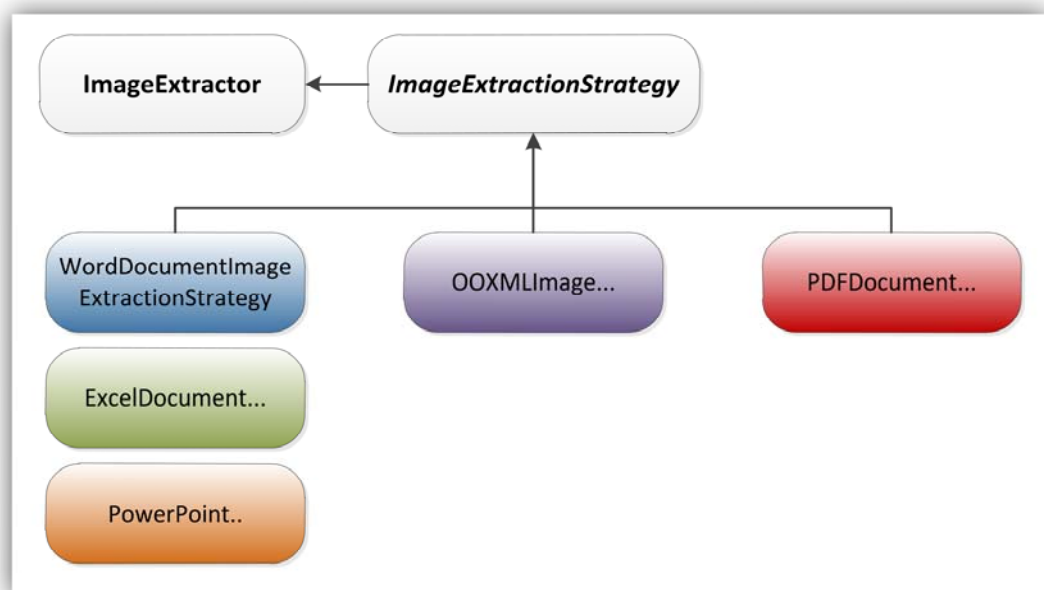 ImageExtractor
ImageExtractionStrategy
WordDocumentImage
ExtractionStrategy
OOXMLImage...
PDFDocument...
ExcelDocument...
PowerPoint..